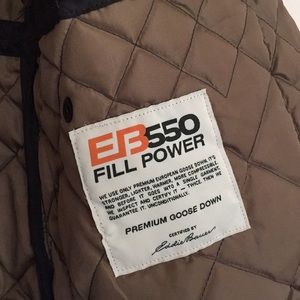 EB550
FILL POWER
WE USE ONLY PREMIUM EUROPEAN GOOSE DOWN. IT'S
STRONGER, LIGHTER, WARMER, MORE COMPRESSIBLE.
AND BEFORE IT GOES INTO A SINGLE GARMENT,
WE INSPECT IT AND CERTIFY IT — TWICE. THEN WE
GUARANTEE IT. UNCONDITIONALLY.
PREMIUM GOOSE DOWN
CERTIFIED BY
Eddie Bauer